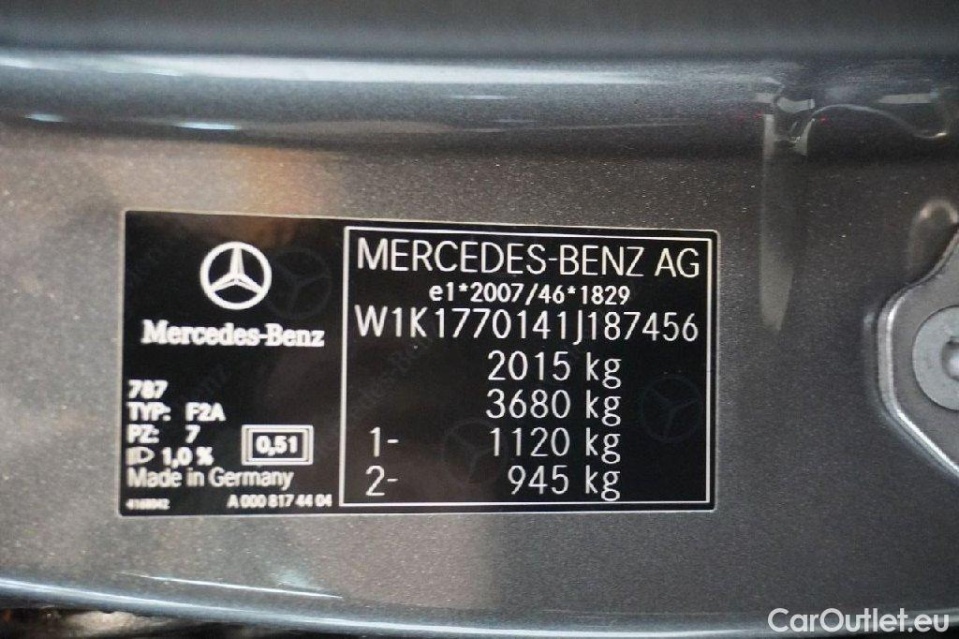 Mercedes-Benz
787
TYP: F2A
PZ: 7
1,0 %
0,51
Made in Germany
A 000 817 44 04
MERCEDES-BENZ AG
e1*2007/46*1829
W1K1770141J187456
2015 kg
3680 kg
1- 1120 kg
2- 945 kg
CarOutlet.eu